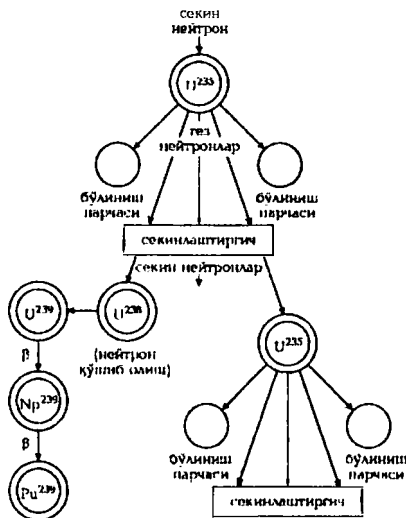 секин
нейтрон
U²³⁵
тез
нейтронлар
бўлиниш
парчаси
бўлиниш
парчаси
секинлаштиргич
секин нейтронлар
U²³⁹
U²³⁸
(нейтрон
қўшиб олиш)
β
Np²³⁹
β
Pu²³⁹
U²³⁵
бўлиниш
парчаси
бўлиниш
парчаси
секинлаштиргич